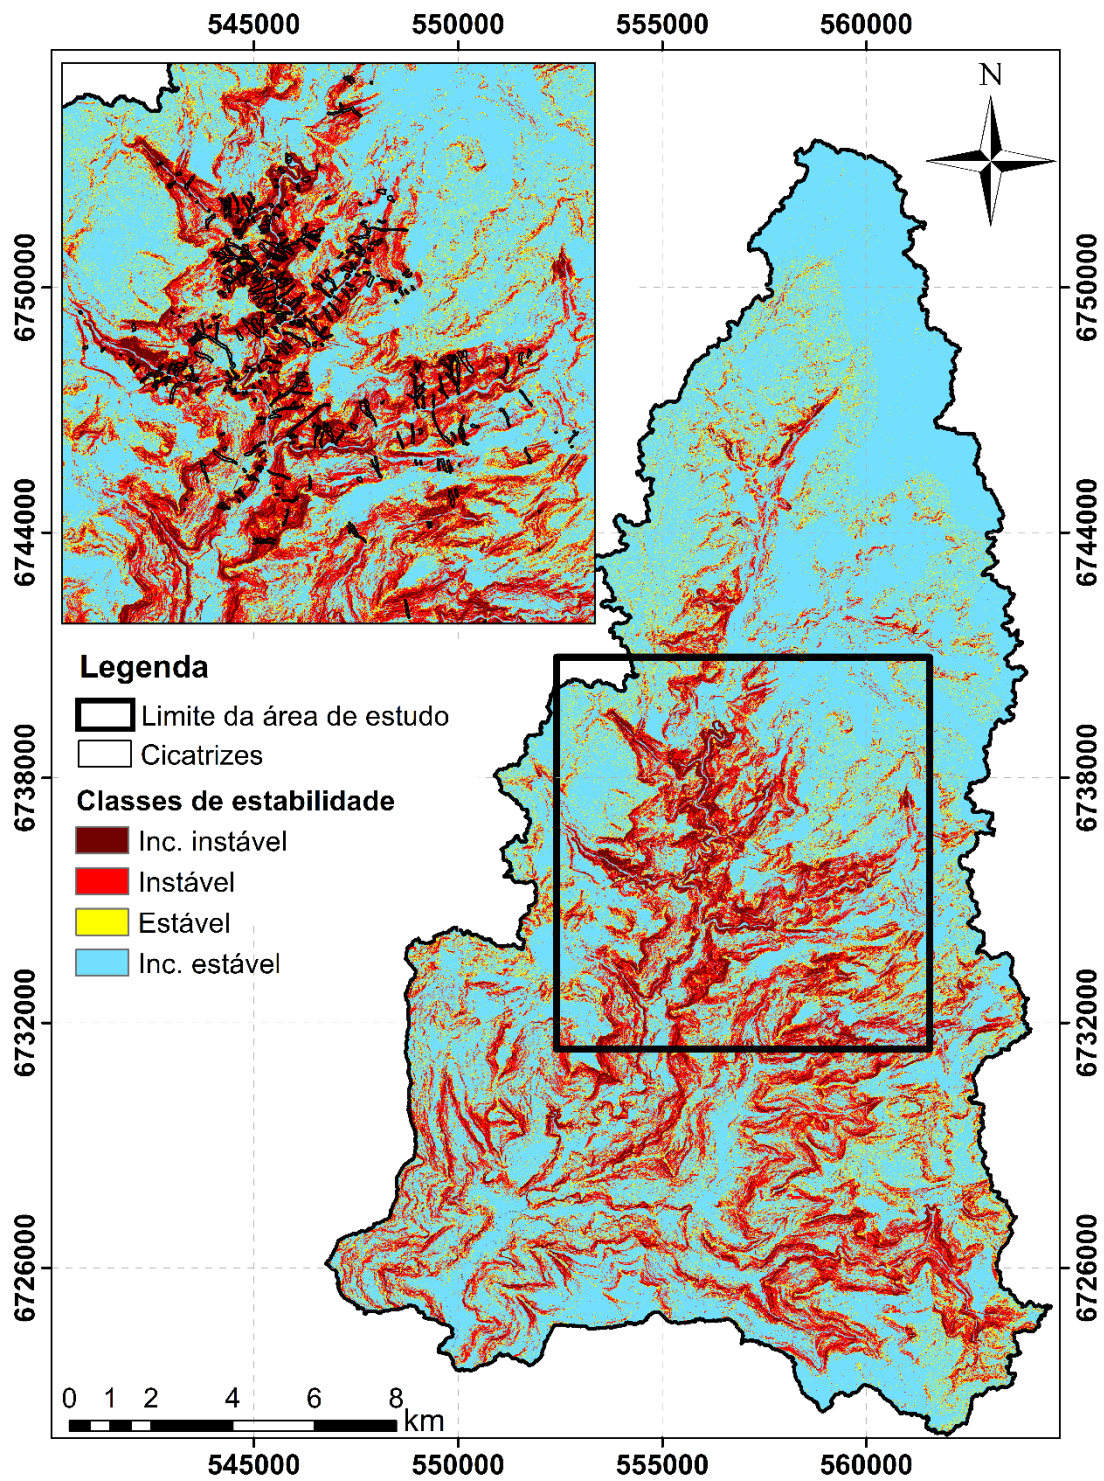 545000 550000 555000 560000
N
6750000 6750000
6744000 6744000
Legenda
Limite da área de estudo
Cicatrizes
Classes de estabilidade
Inc. instável
Instável
Estável
Inc. estável
6738000 6738000
6732000 6732000
6726000 6726000
0 1 2 4 6 8
km
545000 550000 555000 560000